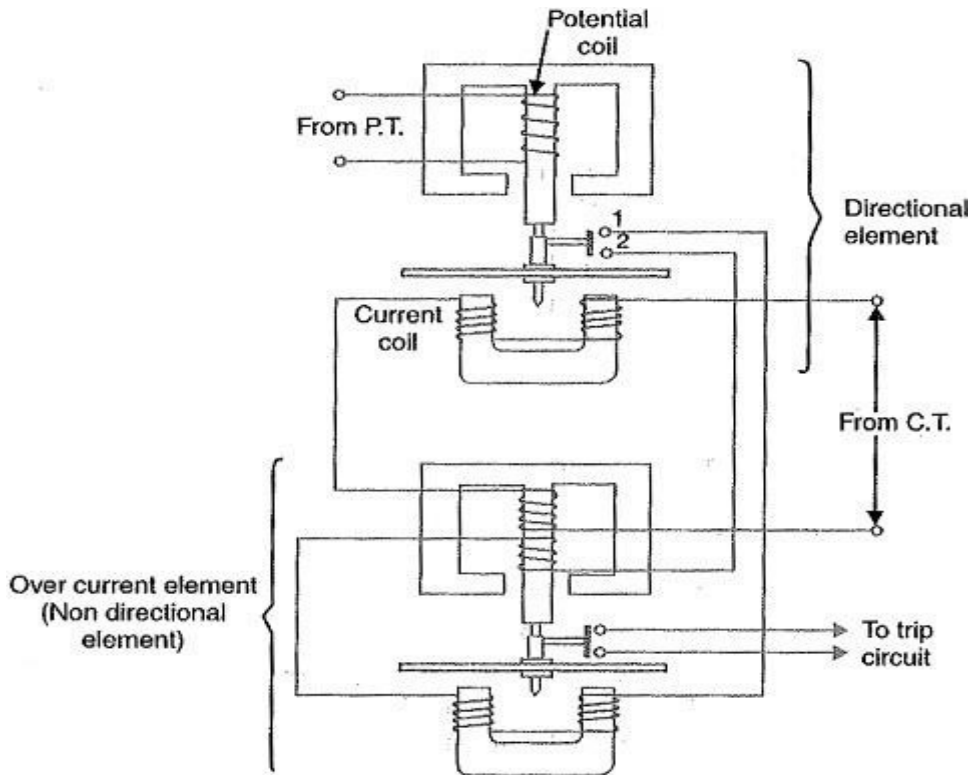 Potential
coil
From P.T.
1
2
Directional
element
Current
coil
From C.T.
Over current element
(Non directional
element)
To trip
circuit